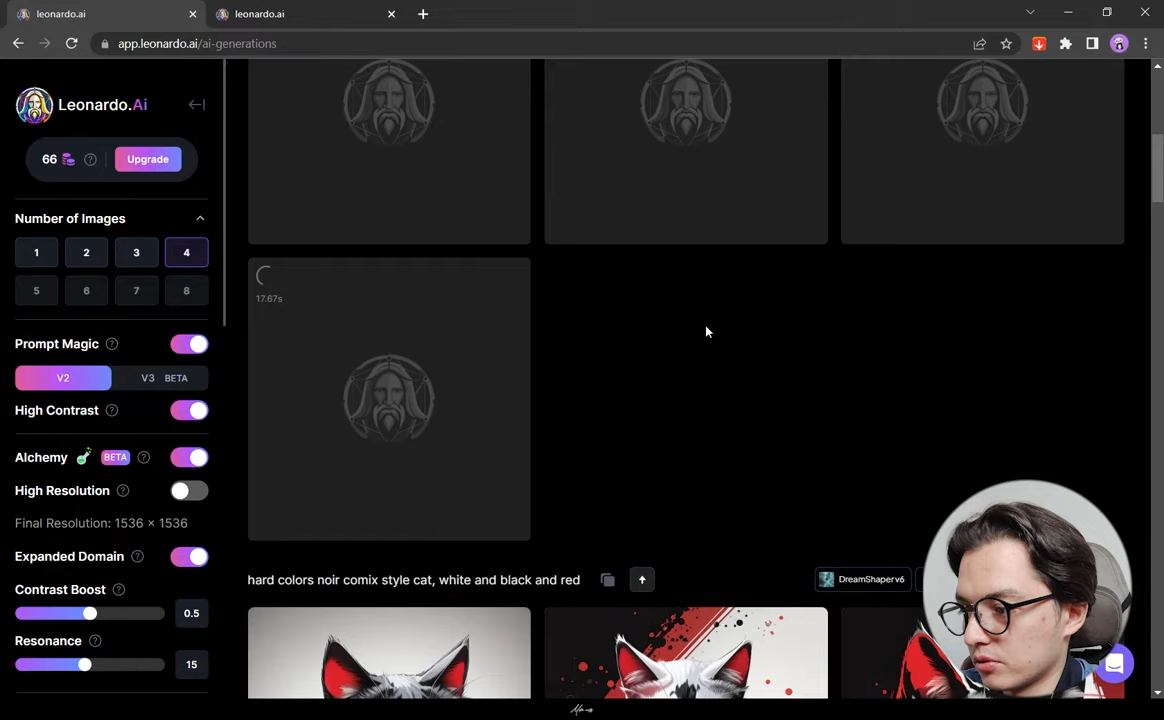 leonardo.ai
leonardo.ai
app.leonardo.ai/ai-generations
Leonardo.Ai
66 Upgrade
Number of Images
1 2 3 4
5 6 7 8
17.67s
Prompt Magic
V2 V3 BETA
High Contrast
Alchemy BETA
High Resolution
Final Resolution: 1536 × 1536
Expanded Domain
hard colors noir comix style cat, white and black and red
DreamShaper v6
Contrast Boost
0.5
Resonance
15